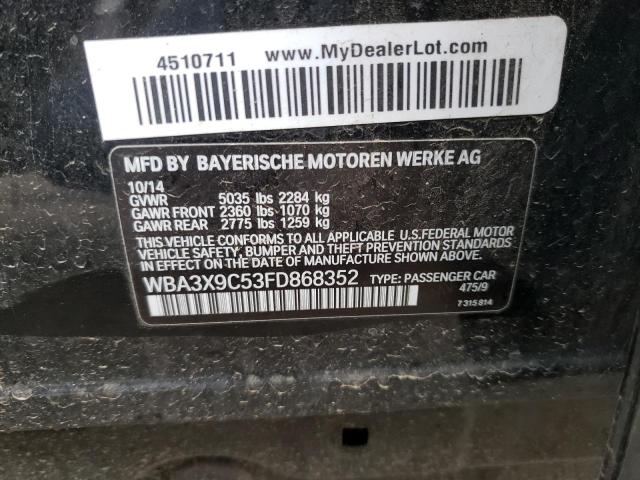 4510711 www.MyDealerLot.com
MFD BY BAYERISCHE MOTOREN WERKE AG
10/14
GVWR 5035 lbs 2284 kg
GAWR FRONT 2360 lbs 1070 kg
GAWR REAR 2775 lbs 1259 kg
THIS VEHICLE CONFORMS TO ALL APPLICABLE U.S.FEDERAL MOTOR
VEHICLE SAFETY, BUMPER AND THEFT PREVENTION STANDARDS
IN EFFECT ON THE DATE OF MANUFACTURE SHOWN ABOVE.
WBA3X9C53FD868352 TYPE: PASSENGER CAR
475/9
7 315 814